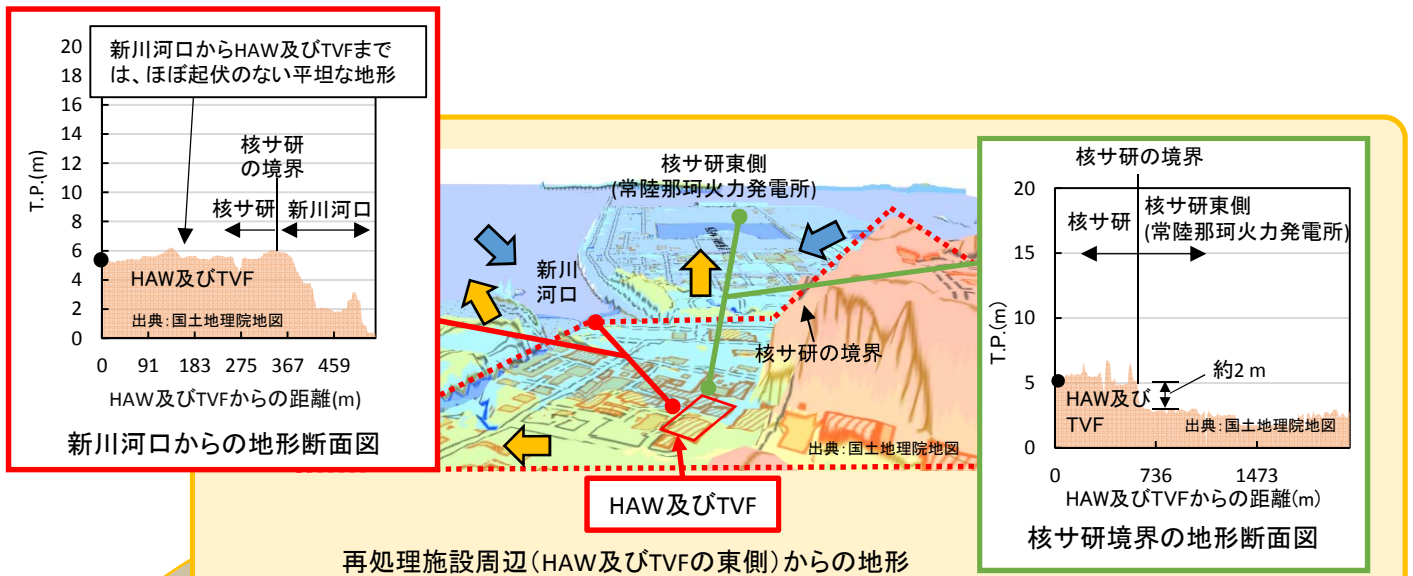 新川河口からHAW及びTVFまで
は、ほぼ起伏のない平坦な地形
T.P.(m)
20
18
16
14
12
10
8
6
4
2
0
核サ研
の境界
核サ研
新川河口
HAW及びTVF
出典:国土地理院地図
0 91 183 275 367 459
HAW及びTVFからの距離(m)
新川河口からの地形断面図
核サ研東側
(常陸那珂火力発電所)
新川
河口
核サ研の境界
出典:国土地理院地図
HAW及びTVF
再処理施設周辺(HAW及びTVFの東側)からの地形
核サ研の境界
T.P.(m)
20
15
10
5
0
核サ研
核サ研東側
(常陸那珂火力発電所)
約2 m
HAW及び
TVF
出典:国土地理院地図
0 736 1473
HAW及びTVFからの距離(m)
核サ研境界の地形断面図